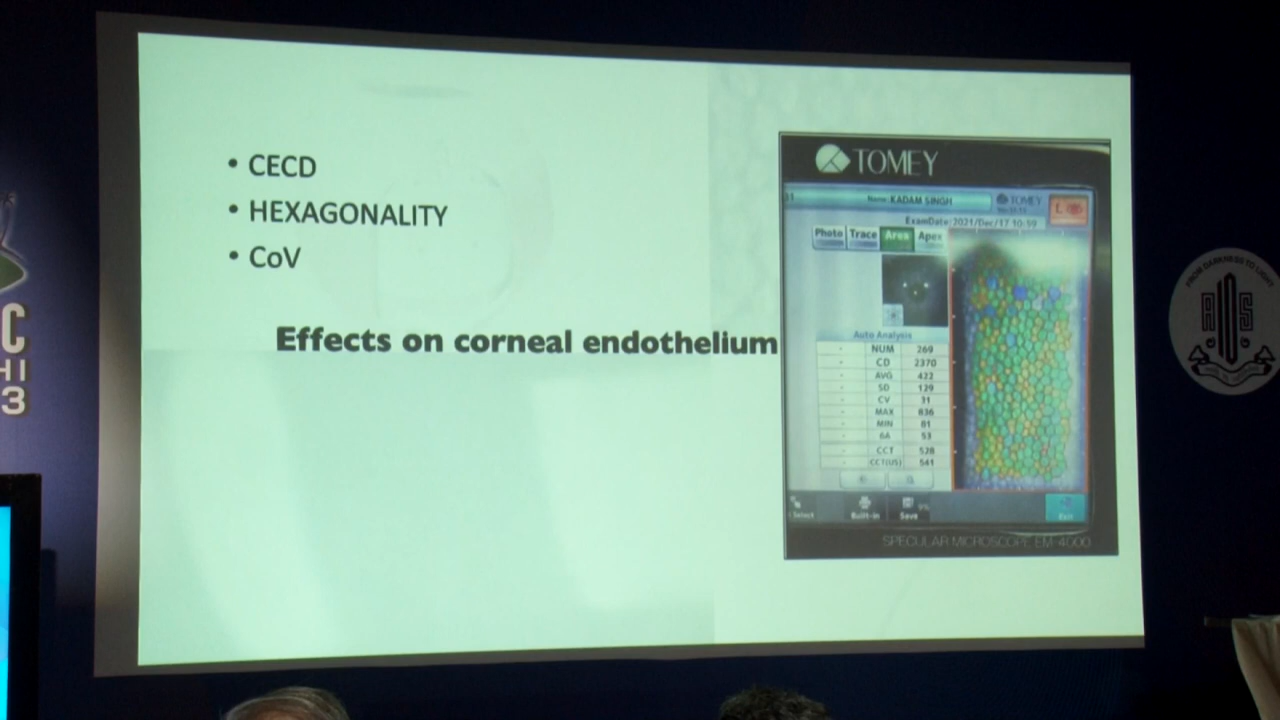 • CECD
• HEXAGONALITY
• CoV
Effects on corneal endothelium
TOMEY
Name: KADAM SINGH
TOMEY
L
ExamDate: 2021/Dec/17 10:59
Photo Trace Area Apex
Auto Analysis
- NUM 269
- CD 2370
- AVG 422
- SD 129
- CV 31
- MAX 836
- MIN 81
- 6A 53
- CCT 528
- CCT(US) 541
Select Built-in Save Exit
SPECULAR MICROSCOPE EM-4000
C
HI
3
FROM DARKNESS TO LIGHT